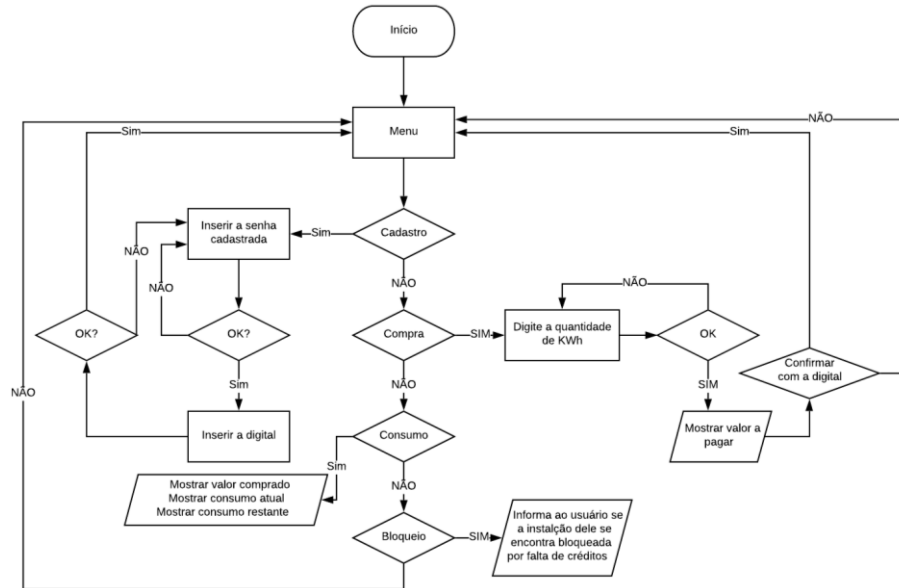 Início
Menu
NÃO
Sim
Sim
NÃO
Inserir a senha
cadastrada
Sim
Cadastro
NÃO
NÃO
NÃO
NÃO
OK?
OK?
Compra
SIM
Digite a quantidade
de KWh
OK
Confirmar
com a digital
Sim
NÃO
SIM
NÃO
Inserir a digital
Consumo
Mostrar valor a
pagar
Sim
Mostrar valor comprado
Mostrar consumo atual
Mostrar consumo restante
NÃO
Bloqueio
SIM
Informa ao usuário se
a instalção dele se
encontra bloqueada
por falta de créditos